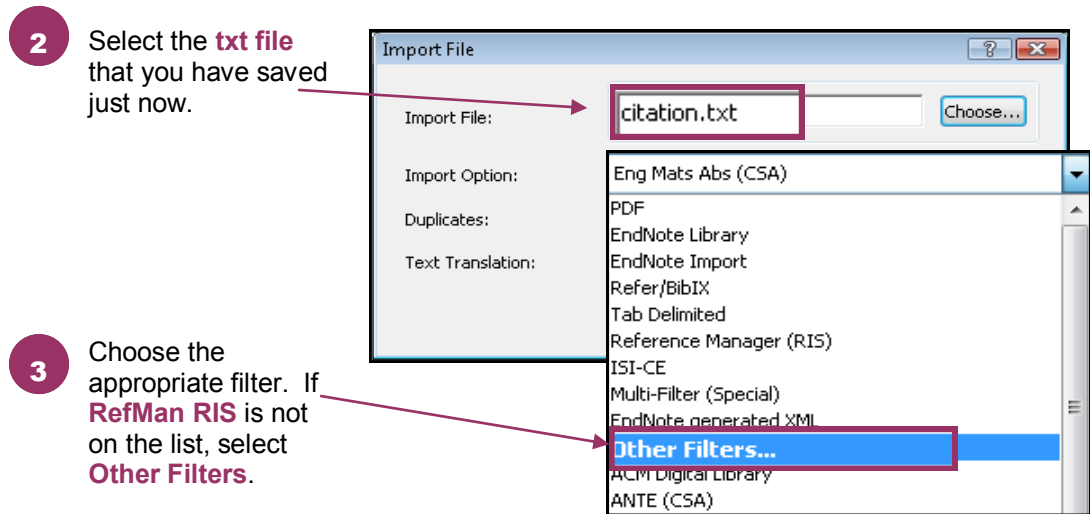 2
Select the txt file
that you have saved
just now.
Import File
Import File:
citation.txt
Choose...
Import Option:
Eng Mats Abs (CSA)
Duplicates:
Text Translation:
PDF
EndNote Library
EndNote Import
Refer/BibIX
Tab Delimited
Reference Manager (RIS)
ISI-CE
Multi-Filter (Special)
EndNote generated XML
Other Filters...
ACM Digital Library
ANTE (CSA)
3
Choose the
appropriate filter. If
RefMan RIS is not
on the list, select
Other Filters.